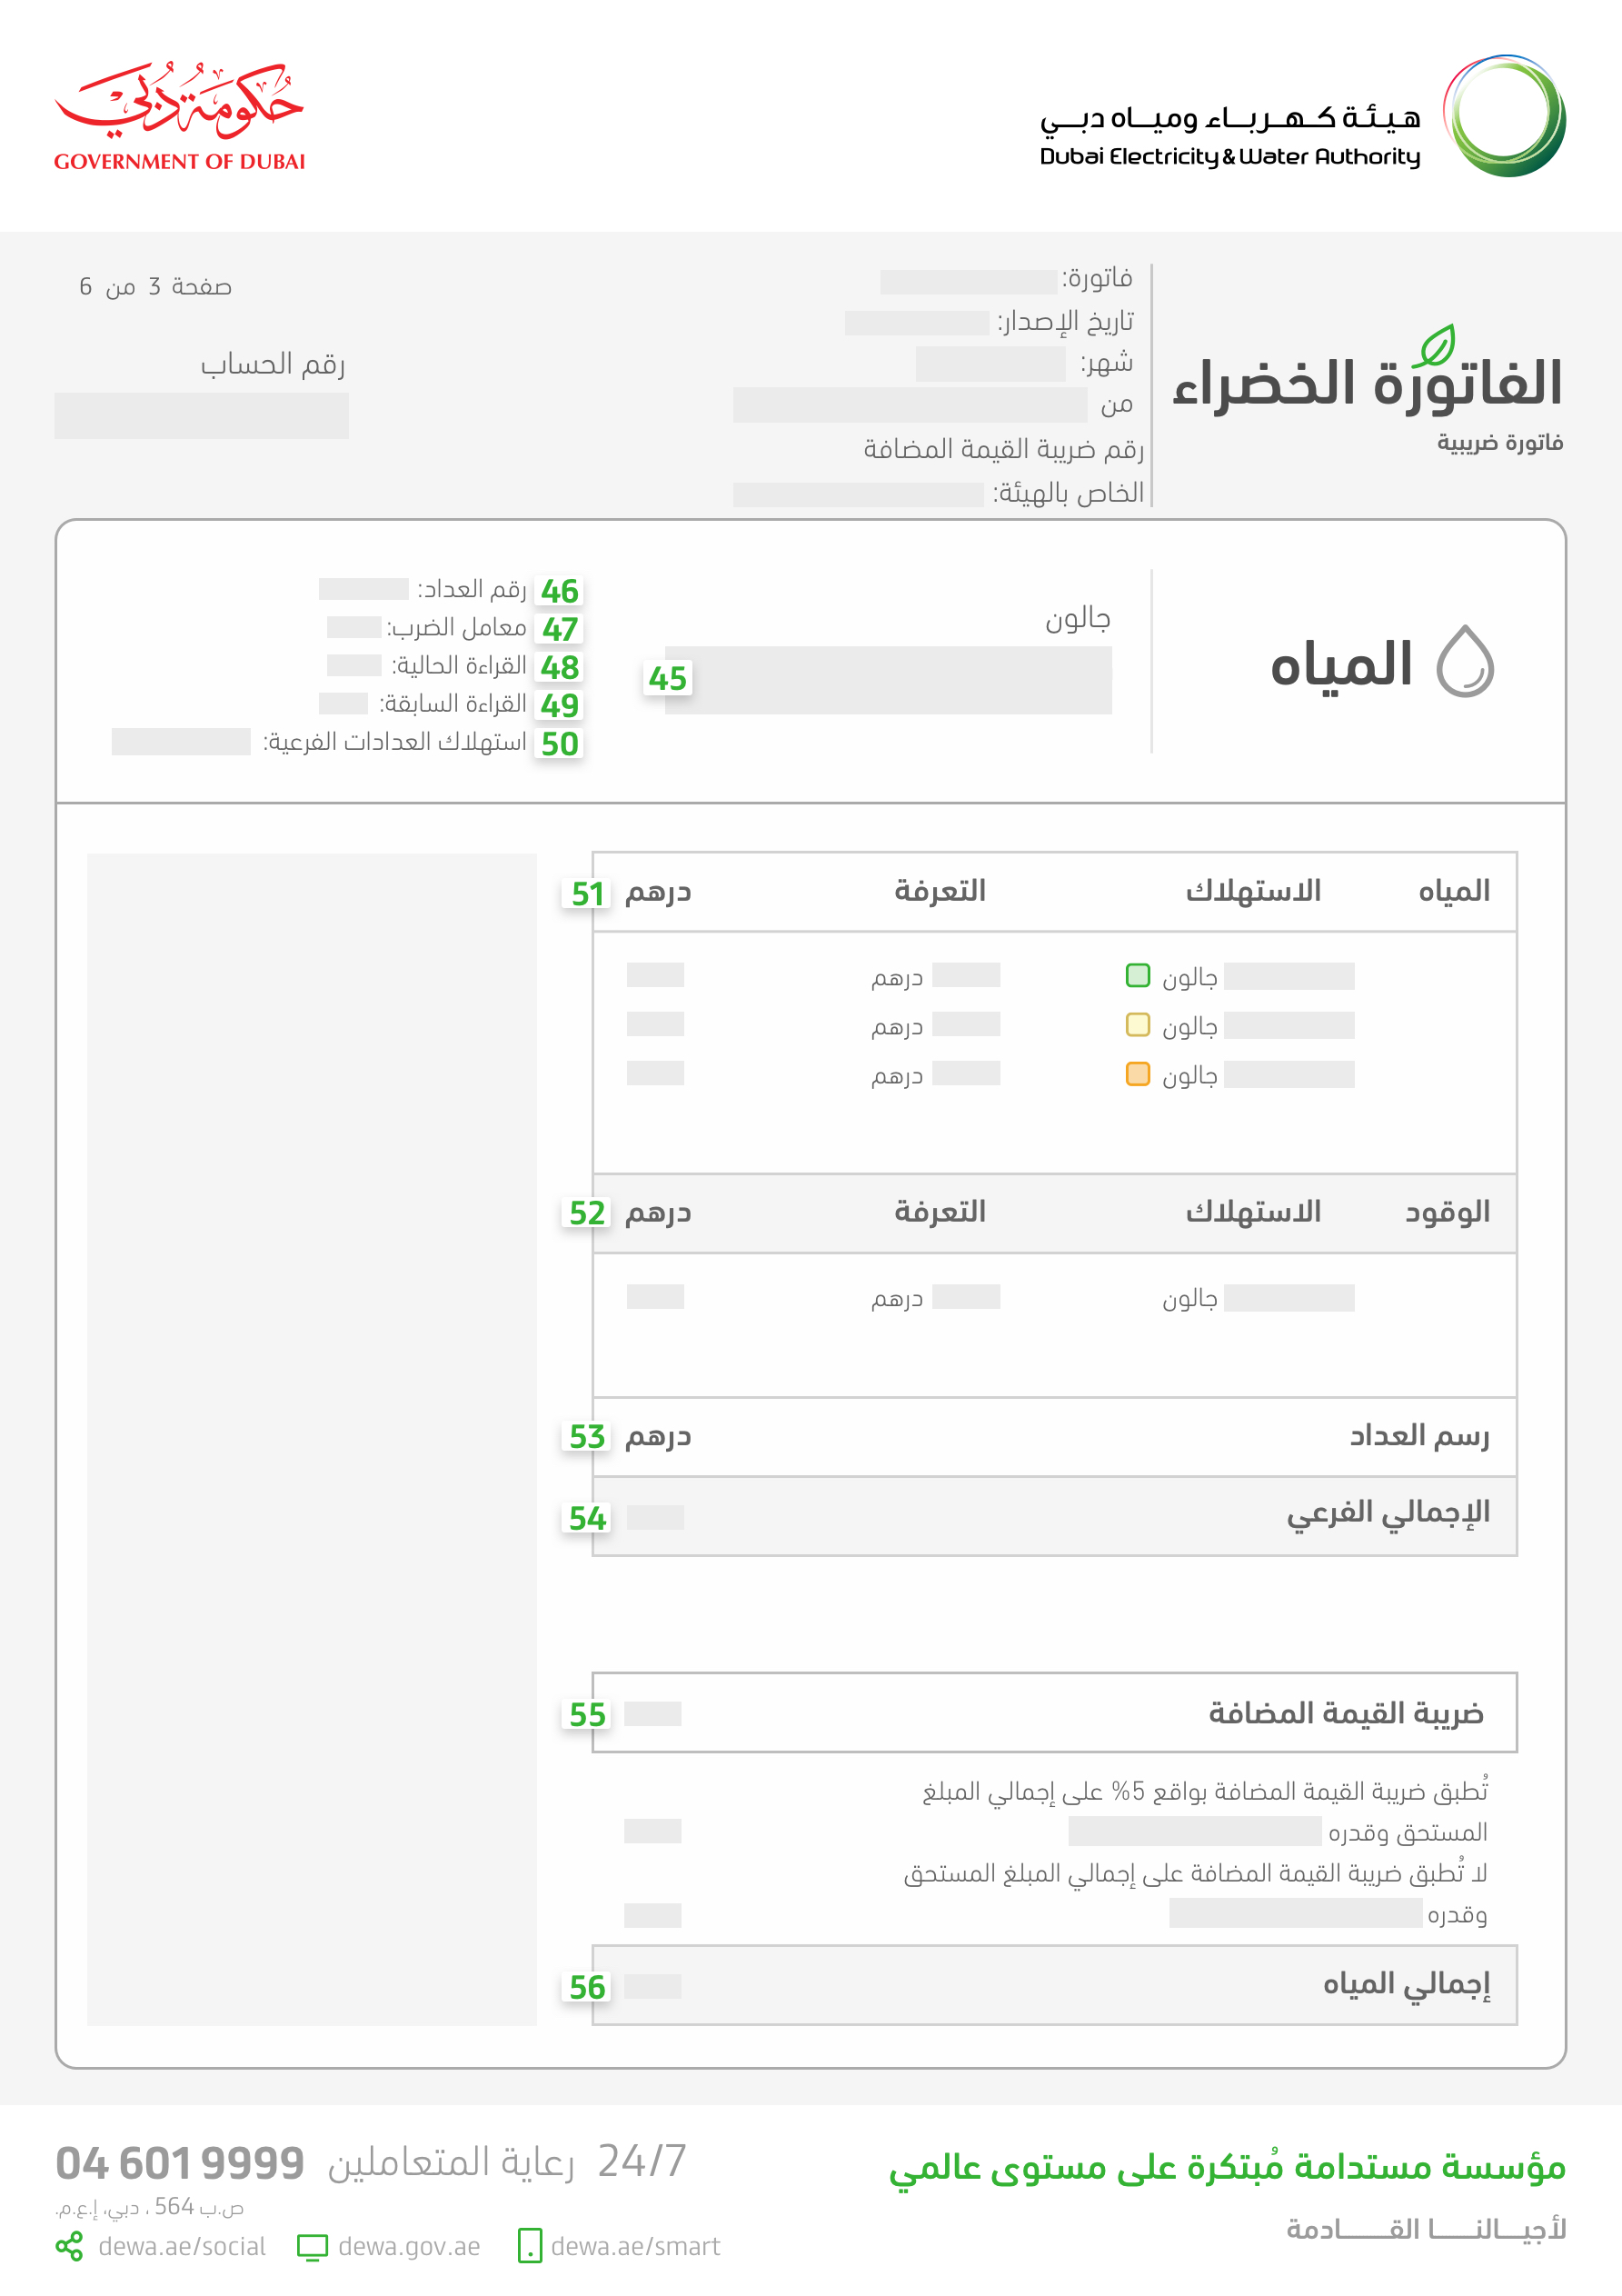 حكومة دبي
GOVERNMENT OF DUBAI
هيئة كهرباء ومياه دبي
Dubai Electricity & Water Authority
الفاتورة الخضراء
فاتورة ضريبية
فاتورة:
تاريخ الإصدار:
شهر:
من
رقم ضريبة القيمة المضافة
الخاص بالهيئة:
صفحة 3 من 6
رقم الحساب
المياه
جالون
45
46 رقم العداد:
47 معامل الضرب:
48 القراءة الحالية:
49 القراءة السابقة:
50 استهلاك العدادات الفرعية:
المياه الاستهلاك التعرفة درهم 51
جالون درهم
جالون درهم
جالون درهم
الوقود الاستهلاك التعرفة درهم 52
جالون درهم
رسم العداد درهم 53
الإجمالي الفرعي 54
ضريبة القيمة المضافة 55
تُطبق ضريبة القيمة المضافة بواقع 5% على إجمالي المبلغ
المستحق وقدره
لا تُطبق ضريبة القيمة المضافة على إجمالي المبلغ المستحق
وقدره
إجمالي المياه 56
مؤسسة مستدامة مُبتكرة على مستوى عالمي
لأجيالنا القادمة
24/7 رعاية المتعاملين 04 601 9999
ص.ب 564 ، دبي، إ.ع.م.
dewa.ae/social dewa.gov.ae dewa.ae/smart